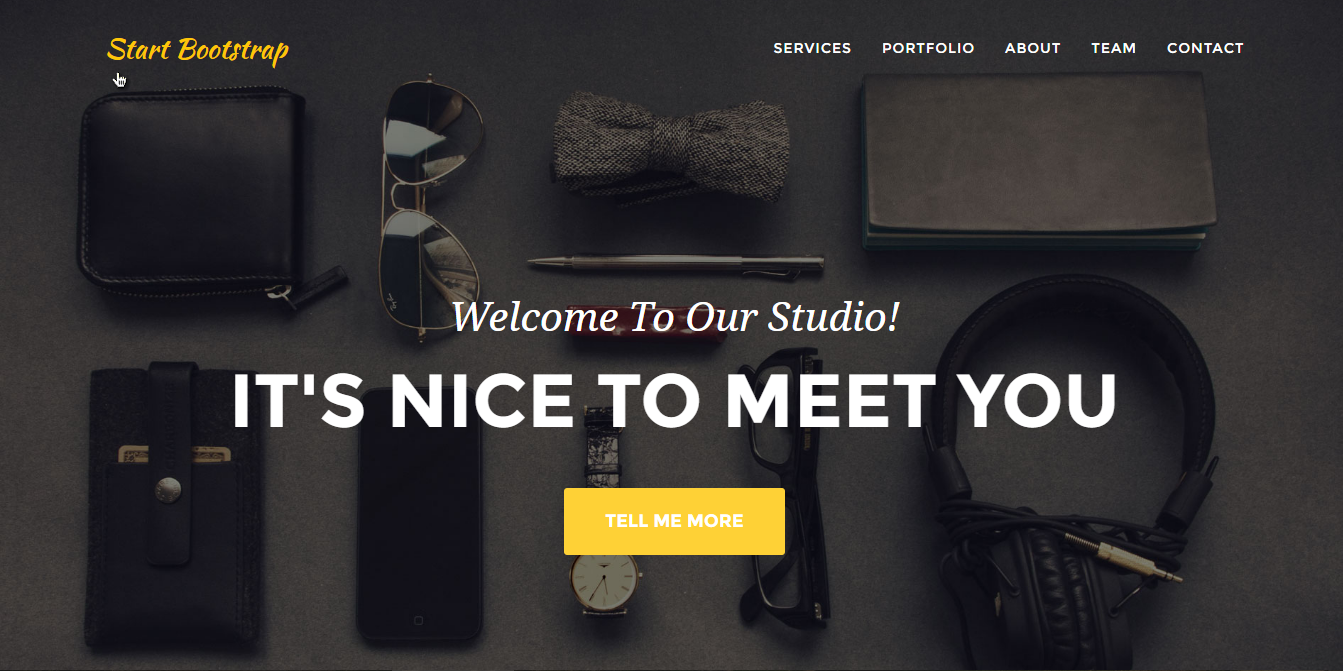 Start Bootstrap
SERVICES PORTFOLIO ABOUT TEAM CONTACT
Welcome To Our Studio!
IT'S NICE TO MEET YOU
TELL ME MORE